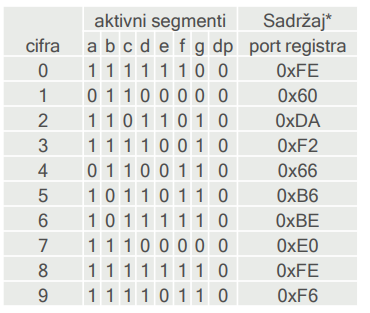 aktivni segmenti Sadržaj*
cifra a b c d e f g dp port registra
0 1 1 1 1 1 1 0 0 0xFE
1 0 1 1 0 0 0 0 0 0x60
2 1 1 0 1 1 0 1 0 0xDA
3 1 1 1 1 0 0 1 0 0xF2
4 0 1 1 0 0 1 1 0 0x66
5 1 0 1 1 0 1 1 0 0xB6
6 1 0 1 1 1 1 1 0 0xBE
7 1 1 1 0 0 0 0 0 0xE0
8 1 1 1 1 1 1 1 0 0xFE
9 1 1 1 1 0 1 1 0 0xF6